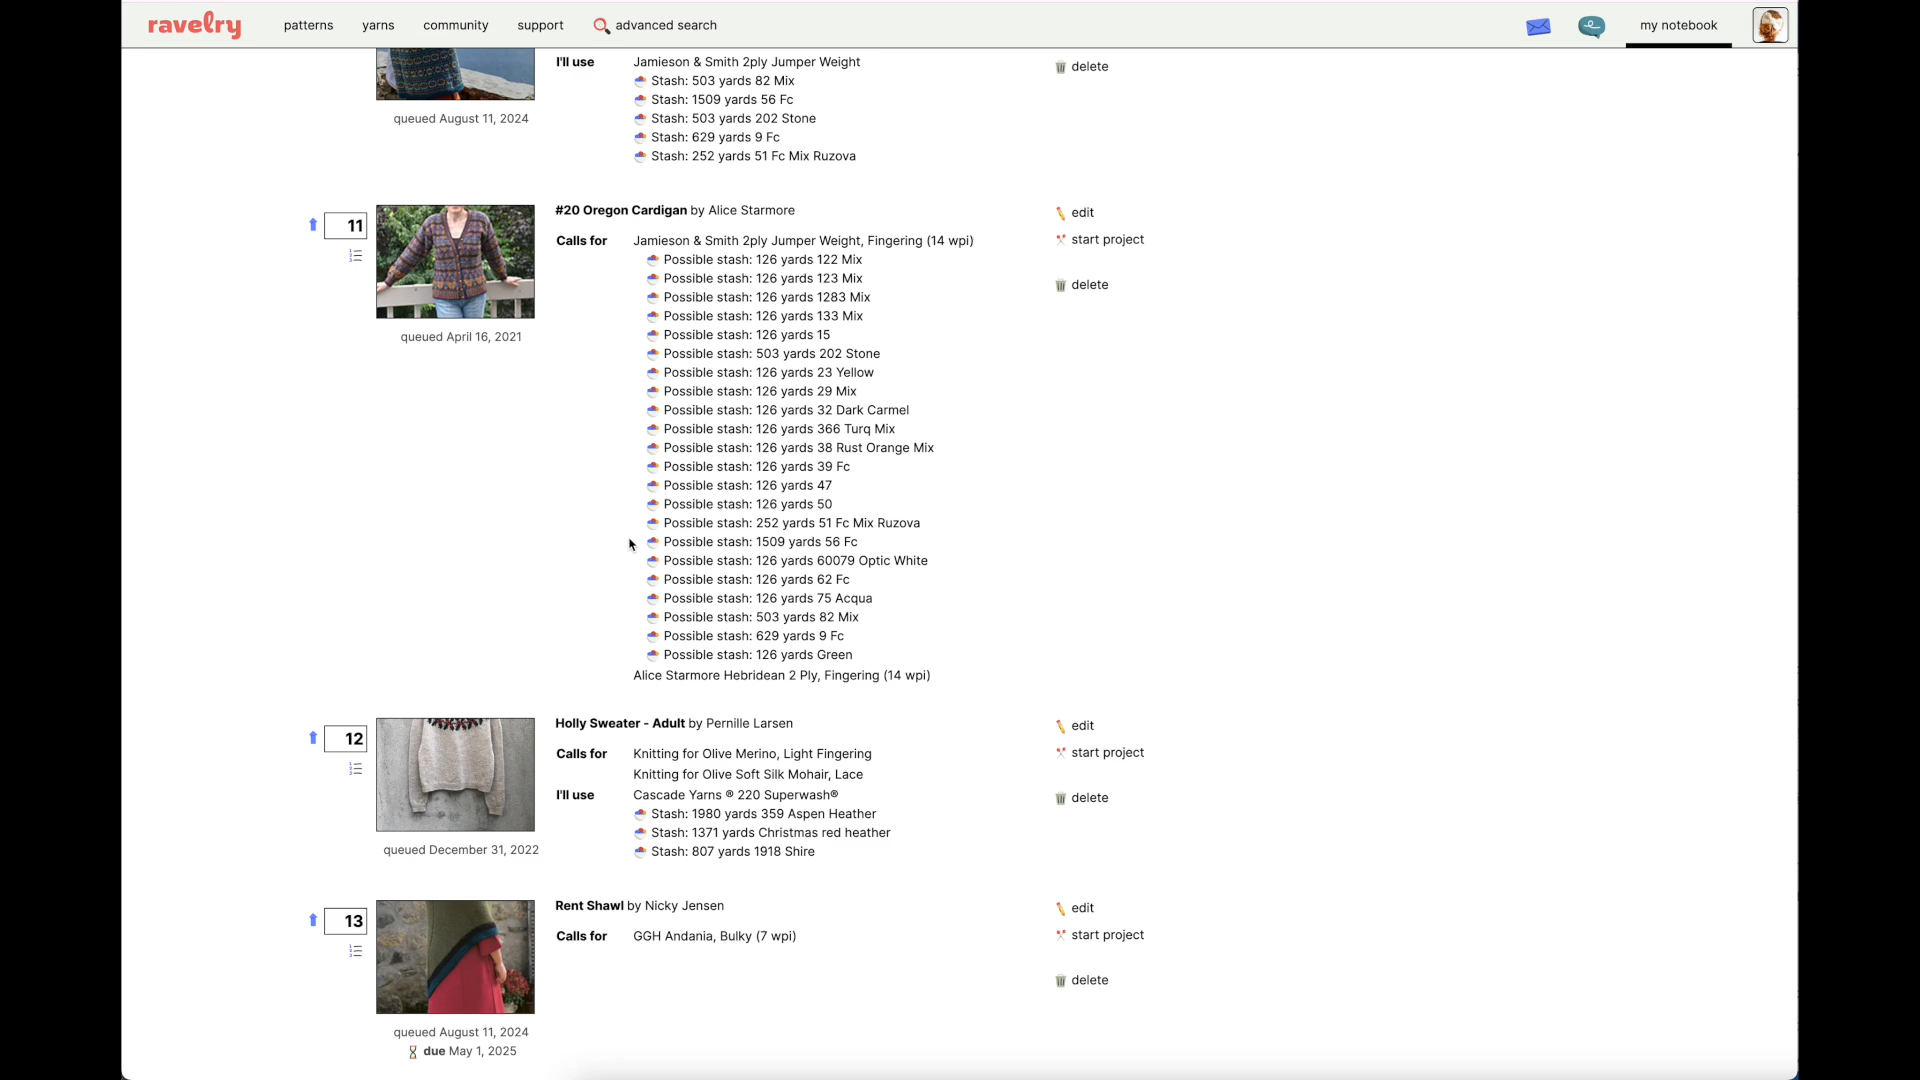 ravelry patterns yarns community support advanced search my notebook
I'll use Jamieson & Smith 2ply Jumper Weight
Stash: 503 yards 82 Mix
Stash: 1509 yards 56 Fc
Stash: 503 yards 202 Stone
Stash: 629 yards 9 Fc
Stash: 252 yards 51 Fc Mix Ruzova
queued August 11, 2024
delete
11
#20 Oregon Cardigan by Alice Starmore
Calls for Jamieson & Smith 2ply Jumper Weight, Fingering (14 wpi)
Possible stash: 126 yards 122 Mix
Possible stash: 126 yards 123 Mix
Possible stash: 126 yards 1283 Mix
Possible stash: 126 yards 133 Mix
Possible stash: 126 yards 15
Possible stash: 503 yards 202 Stone
Possible stash: 126 yards 23 Yellow
Possible stash: 126 yards 29 Mix
Possible stash: 126 yards 32 Dark Carmel
Possible stash: 126 yards 366 Turq Mix
Possible stash: 126 yards 38 Rust Orange Mix
Possible stash: 126 yards 39 Fc
Possible stash: 126 yards 47
Possible stash: 126 yards 50
Possible stash: 252 yards 51 Fc Mix Ruzova
Possible stash: 1509 yards 56 Fc
Possible stash: 126 yards 60079 Optic White
Possible stash: 126 yards 62 Fc
Possible stash: 126 yards 75 Acqua
Possible stash: 503 yards 82 Mix
Possible stash: 629 yards 9 Fc
Possible stash: 126 yards Green
Alice Starmore Hebridean 2 Ply, Fingering (14 wpi)
queued April 16, 2021
edit
start project
delete
12
Holly Sweater - Adult by Pernille Larsen
Calls for Knitting for Olive Merino, Light Fingering
Knitting for Olive Soft Silk Mohair, Lace
I'll use Cascade Yarns ® 220 Superwash®
Stash: 1980 yards 359 Aspen Heather
Stash: 1371 yards Christmas red heather
Stash: 807 yards 1918 Shire
queued December 31, 2022
edit
start project
delete
13
Rent Shawl by Nicky Jensen
Calls for GGH Andania, Bulky (7 wpi)
queued August 11, 2024
due May 1, 2025
edit
start project
delete